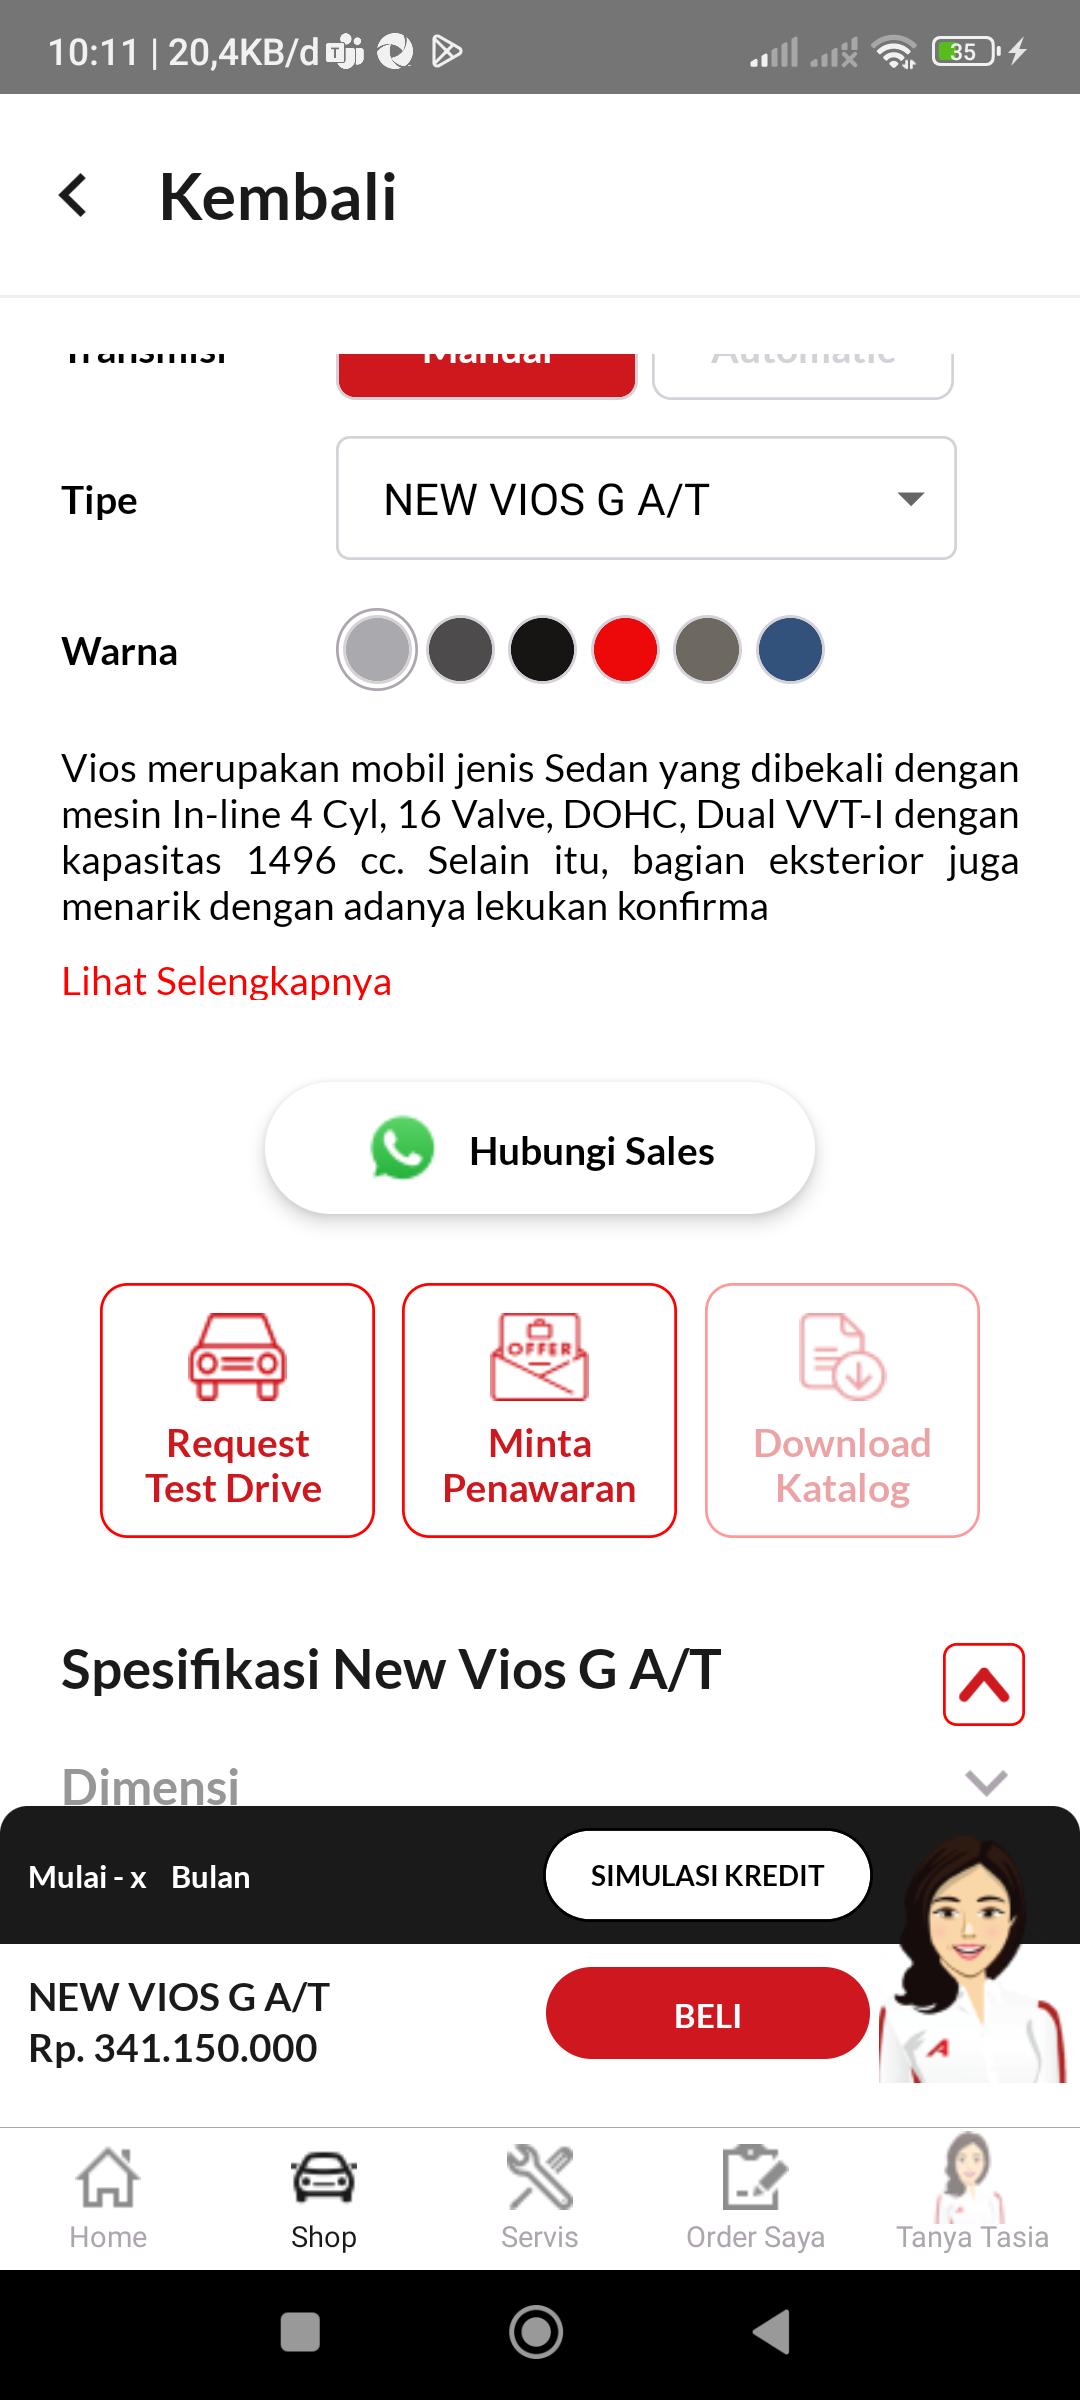 10:11 | 20,4KB/d
35
Kembali
Transmisi
Manual
Automatic
Tipe
NEW VIOS G A/T
Warna
Vios merupakan mobil jenis Sedan yang dibekali dengan
mesin In-line 4 Cyl, 16 Valve, DOHC, Dual VVT-I dengan
kapasitas 1496 cc. Selain itu, bagian eksterior juga
menarik dengan adanya lekukan konfirma
Lihat Selengkapnya
Hubungi Sales
OFFER
Request
Test Drive
Minta
Penawaran
Download
Katalog
Spesifikasi New Vios G A/T
Dimensi
Mulai - x Bulan
SIMULASI KREDIT
NEW VIOS G A/T
Rp. 341.150.000
BELI
Home
Shop
Servis
Order Saya
Tanya Tasia